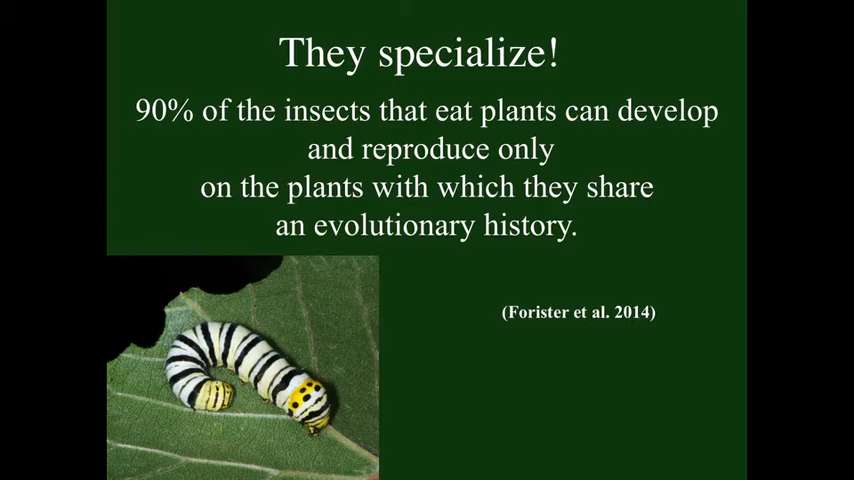 They specialize!
90% of the insects that eat plants can develop
and reproduce only
on the plants with which they share
an evolutionary history.
(Forister et al. 2014)